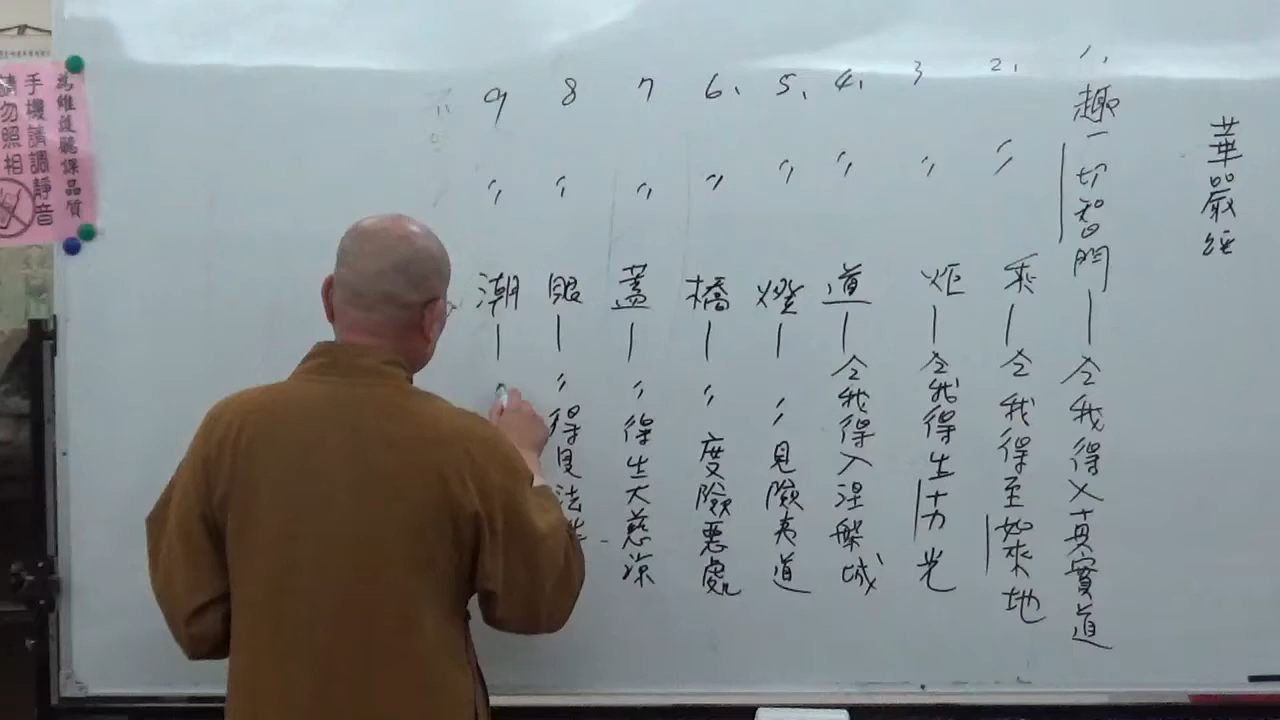 華嚴經
1, 趣一切智門 — 令我得入真實道
2, 〃 乘 — 令我得至如來地
3 〃 炬 — 令我得生十力光
4, 〃 道 — 令我得入涅槃城
5, 〃 燈 — 〃 見險夷道
6, 〃 橋 — 〃 度險惡處
7 〃 蓋 — 〃 得生大慈涼
8 〃 眼 — 〃 得見法
9 〃 潮 —
為維護聽課品質
手機請調靜音
請勿照相